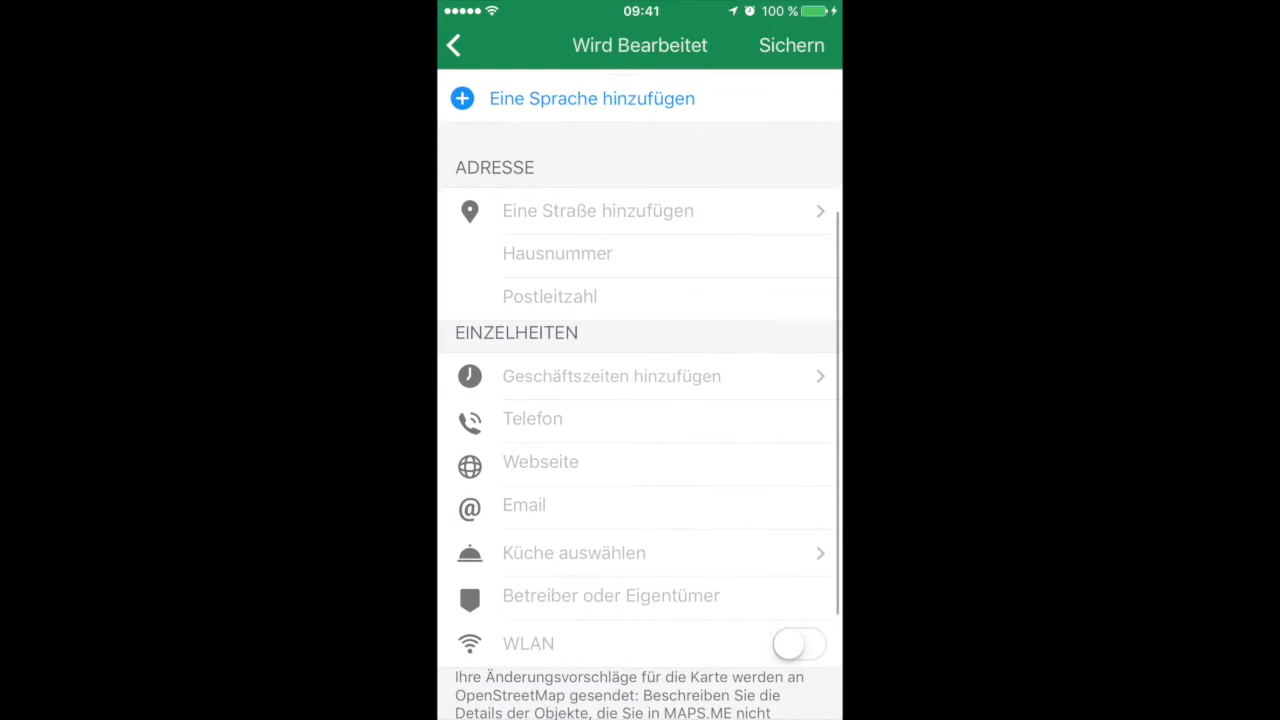 09:41
100 %
Wird Bearbeitet
Sichern
Eine Sprache hinzufügen
ADRESSE
Eine Straße hinzufügen
Hausnummer
Postleitzahl
EINZELHEITEN
Geschäftszeiten hinzufügen
Telefon
Webseite
Email
Küche auswählen
Betreiber oder Eigentümer
WLAN
Ihre Änderungsvorschläge für die Karte werden an
OpenStreetMap gesendet: Beschreiben Sie die
Details der Objekte, die Sie in MAPS.ME nicht